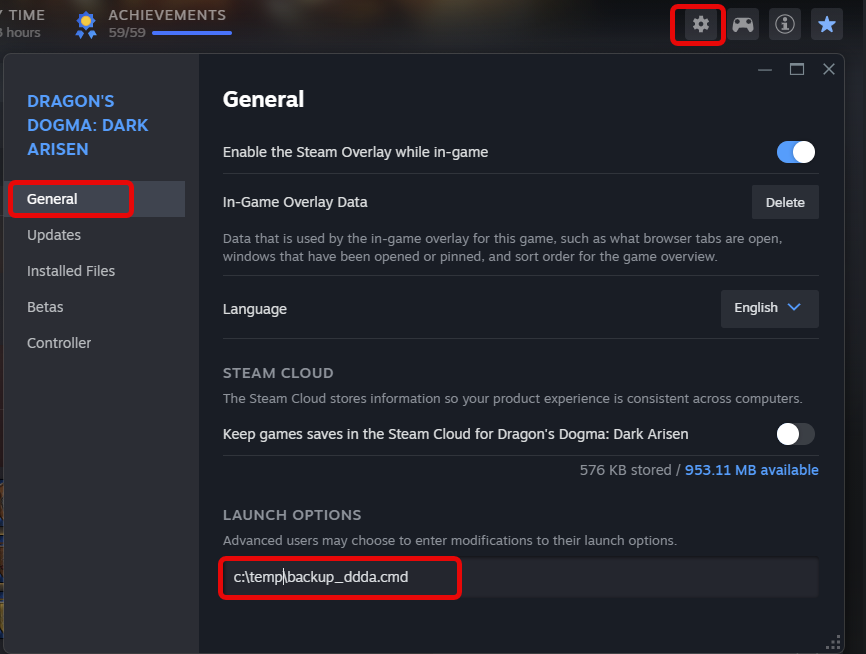 TIME
ACHIEVEMENTS
hours
59/59
DRAGON'S
DOGMA: DARK
ARISEN
General
Updates
Installed Files
Betas
Controller
General
Enable the Steam Overlay while in-game
In-Game Overlay Data
Delete
Data that is used by the in-game overlay for this game, such as what browser tabs are open,
windows that have been opened or pinned, and sort order for the game overview.
Language
English
STEAM CLOUD
The Steam Cloud stores information so your product experience is consistent across computers.
Keep games saves in the Steam Cloud for Dragon's Dogma: Dark Arisen
576 KB stored / 953.11 MB available
LAUNCH OPTIONS
Advanced users may choose to enter modifications to their launch options.
c:\temp\backup_ddda.cmd